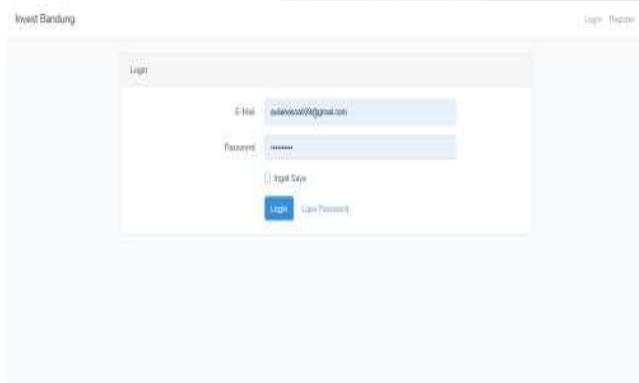 Invest Bandung
Login Register
Login
E-Mail
Password
Ingat Saya
Login Lupa Password